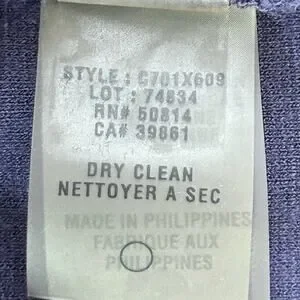 STYLE : C701X609
LOT : 74834
RN# 50814
CA# 39861
DRY CLEAN
NETTOYER A SEC
MADE IN PHILIPPINES
FABRIQUE AUX
PHILIPPINES